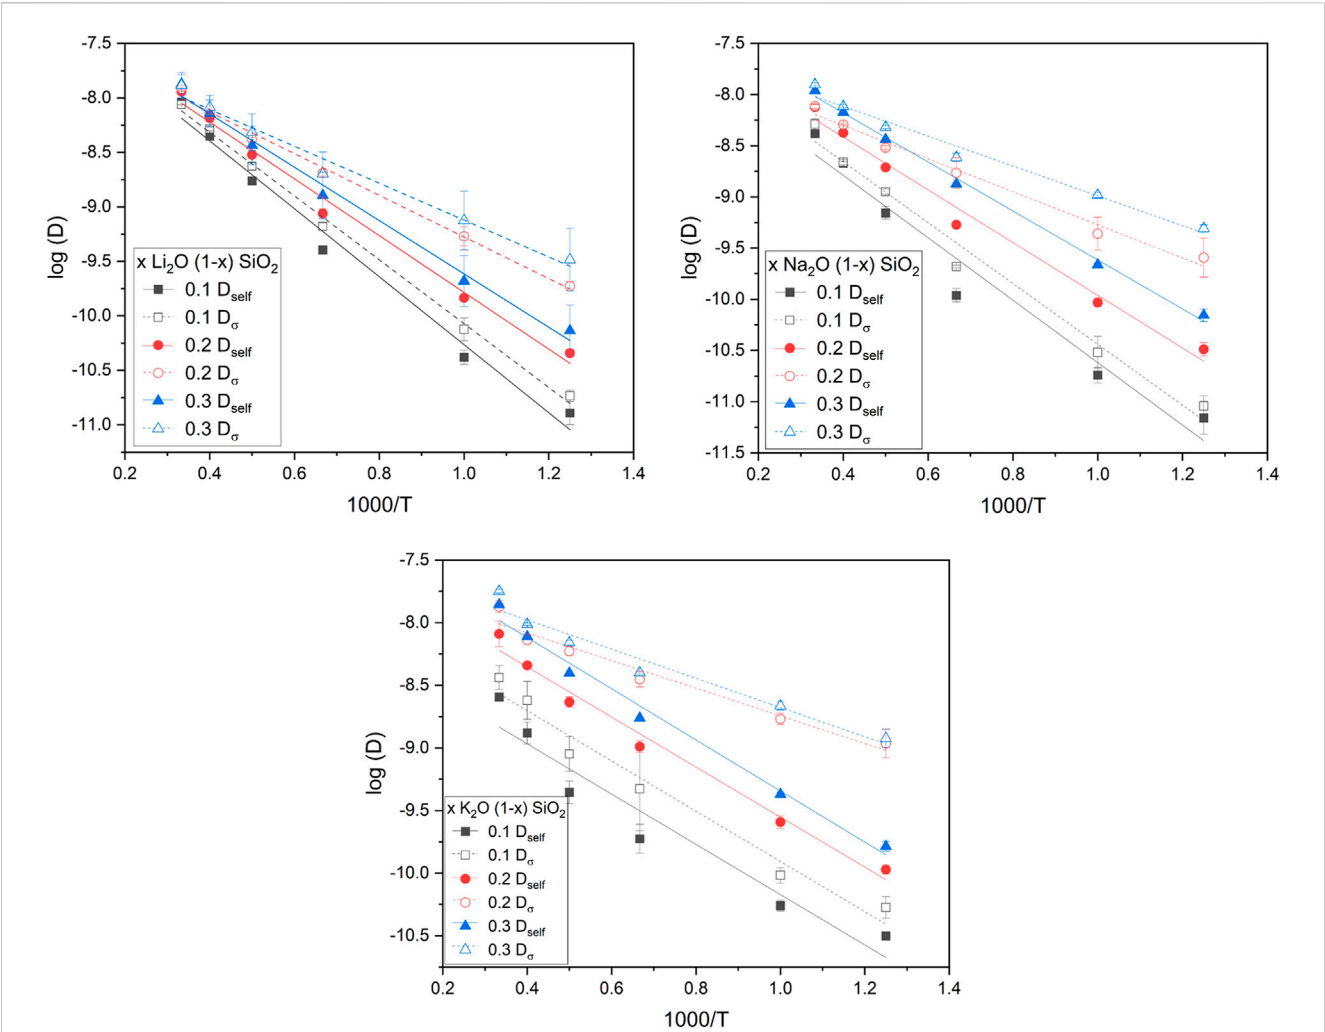 -7.5
-8.0
-8.5
-9.0
-9.5
-10.0
-10.5
-11.0
log (D)
x Li₂O (1-x) SiO₂
0.1 Dself
0.1 Dσ
0.2 Dself
0.2 Dσ
0.3 Dself
0.3 Dσ
0.2 0.4 0.6 0.8 1.0 1.2 1.4
1000/T
-7.5
-8.0
-8.5
-9.0
-9.5
-10.0
-10.5
-11.0
-11.5
log (D)
x Na₂O (1-x) SiO₂
0.1 Dself
0.1 Dσ
0.2 Dself
0.2 Dσ
0.3 Dself
0.3 Dσ
0.2 0.4 0.6 0.8 1.0 1.2 1.4
1000/T
-7.5
-8.0
-8.5
-9.0
-9.5
-10.0
-10.5
log (D)
x K₂O (1-x) SiO₂
0.1 Dself
0.1 Dσ
0.2 Dself
0.2 Dσ
0.3 Dself
0.3 Dσ
0.2 0.4 0.6 0.8 1.0 1.2 1.4
1000/T